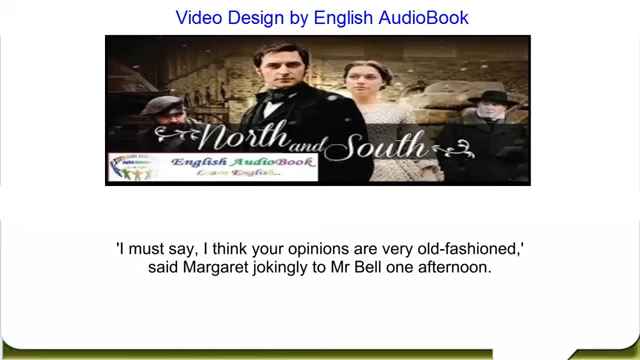 Video Design by English AudioBook
North and South
English AudioBook
Learn English...
'I must say, I think your opinions are very old-fashioned,'
said Margaret jokingly to Mr Bell one afternoon.